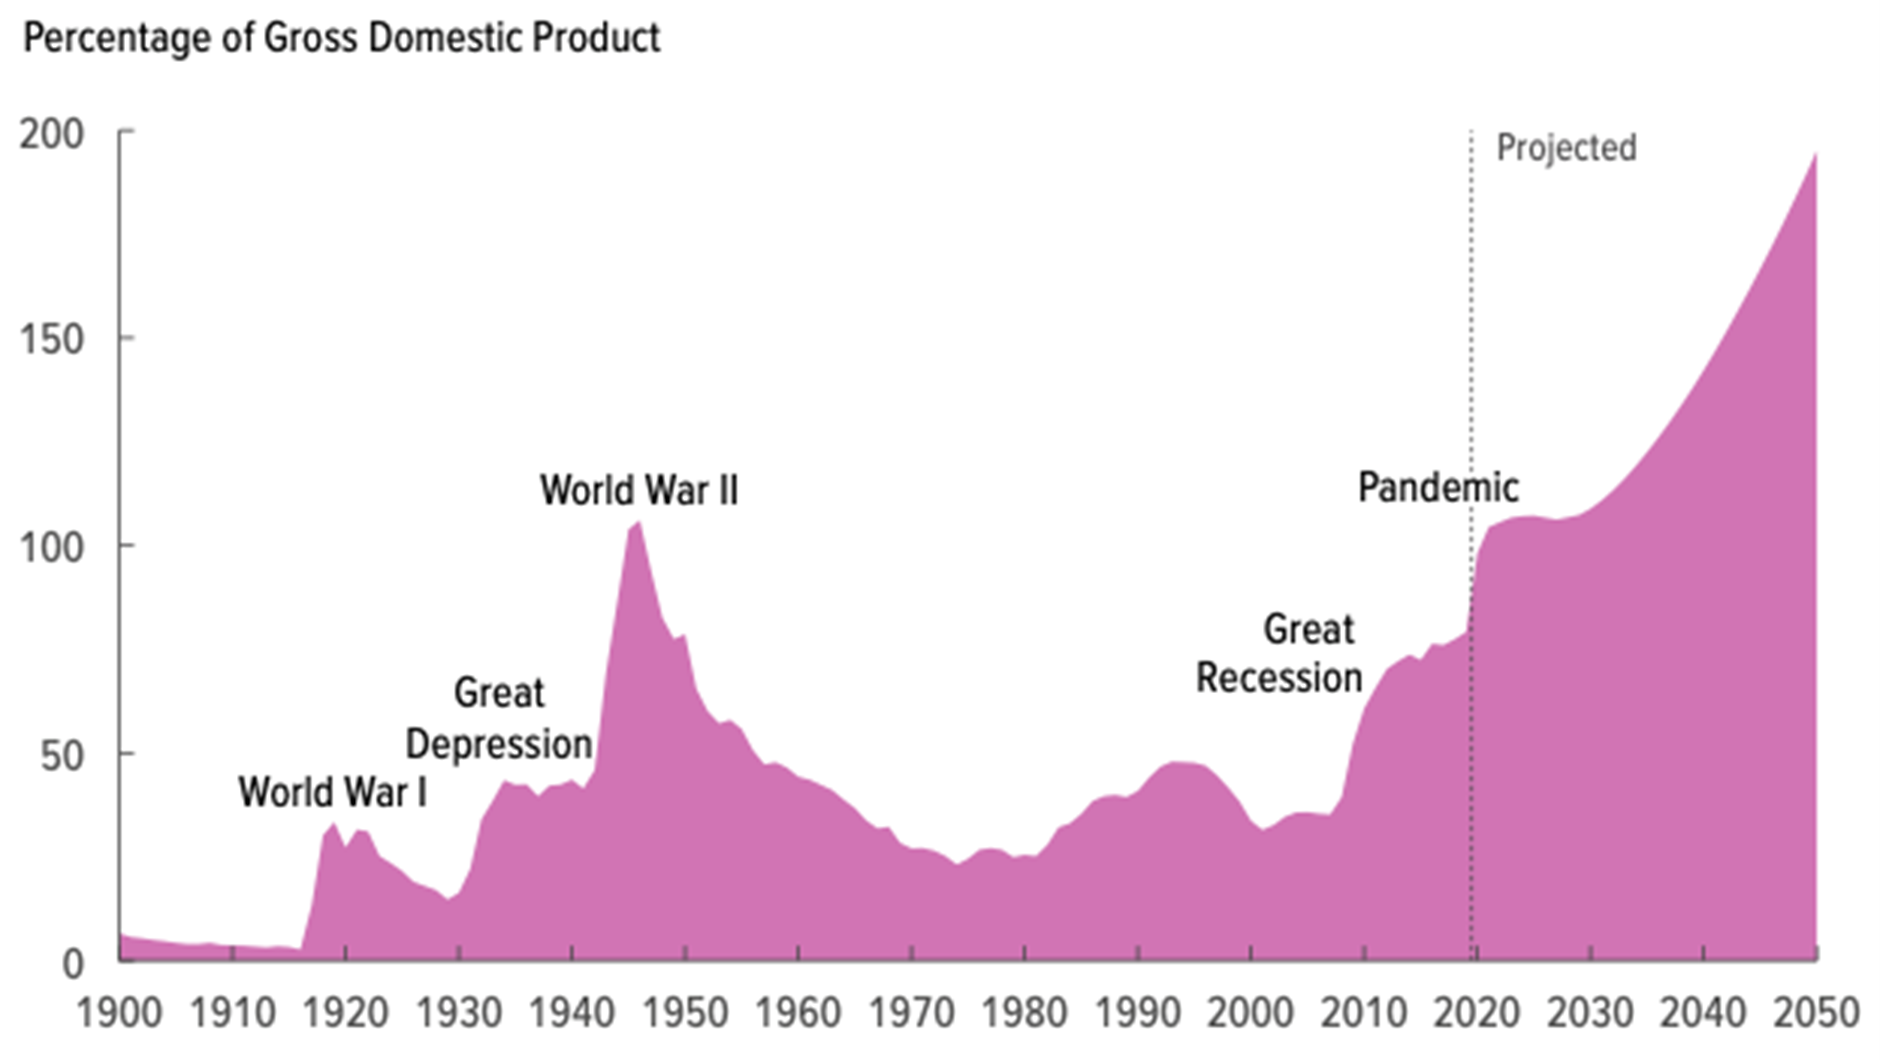 Percentage of Gross Domestic Product
200
Projected
150
World War II
Pandemic
100
Great
Recession
Great
Depression
50
World War I
0
1900 1910 1920 1930 1940 1950 1960 1970 1980 1990 2000 2010 2020 2030 2040 2050